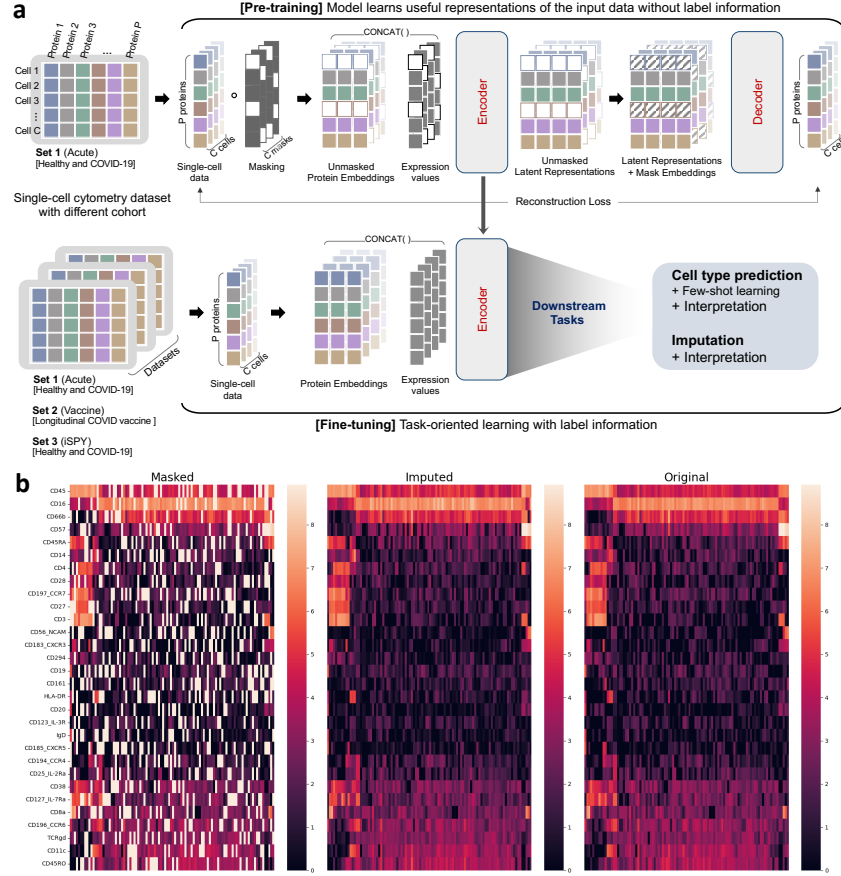 a
[Pre-training] Model learns useful representations of the input data without label information
Protein 1
Protein 2
Protein 3
...
Protein P
Cell 1
Cell 2
Cell 3
⋮
Cell C
Set 1 (Acute)
[Healthy and COVID-19]
Single-cell cytometry dataset
with different cohort
P proteins
C cells
Single-cell
data
C masks
Masking
CONCAT( )
Unmasked
Protein Embeddings
Expression
values
Encoder
Unmasked
Latent Representations
Latent Representations
+ Mask Embeddings
Decoder
P proteins
C cells
Reconstruction Loss
Datasets
Set 1 (Acute)
[Healthy and COVID-19]
Set 2 (Vaccine)
[Longitudinal COVID vaccine ]
Set 3 (iSPY)
[Healthy and COVID-19]
P proteins
C cells
Single-cell
data
CONCAT( )
Protein Embeddings
Expression
values
Encoder
Downstream
Tasks
Cell type prediction
+ Few-shot learning
+ Interpretation
Imputation
+ Interpretation
[Fine-tuning] Task-oriented learning with label information
b
Masked
Imputed
Original
CD45
CD16
CD66b
CD57
CD45RA
CD14
CD4
CD28
CD197_CCR7
CD27
CD3
CD56_NCAM
CD183_CXCR3
CD294
CD19
CD161
HLA-DR
CD20
CD123_IL-3R
IgD
CD185_CXCR5
CD194_CCR4
CD25_IL-2Ra
CD38
CD127_IL-7Ra
CD8a
CD196_CCR6
TCRgd
CD11c
CD45RO
8
7
6
5
4
3
2
1
0
8
7
6
5
4
3
2
1
0
8
7
6
5
4
3
2
1
0